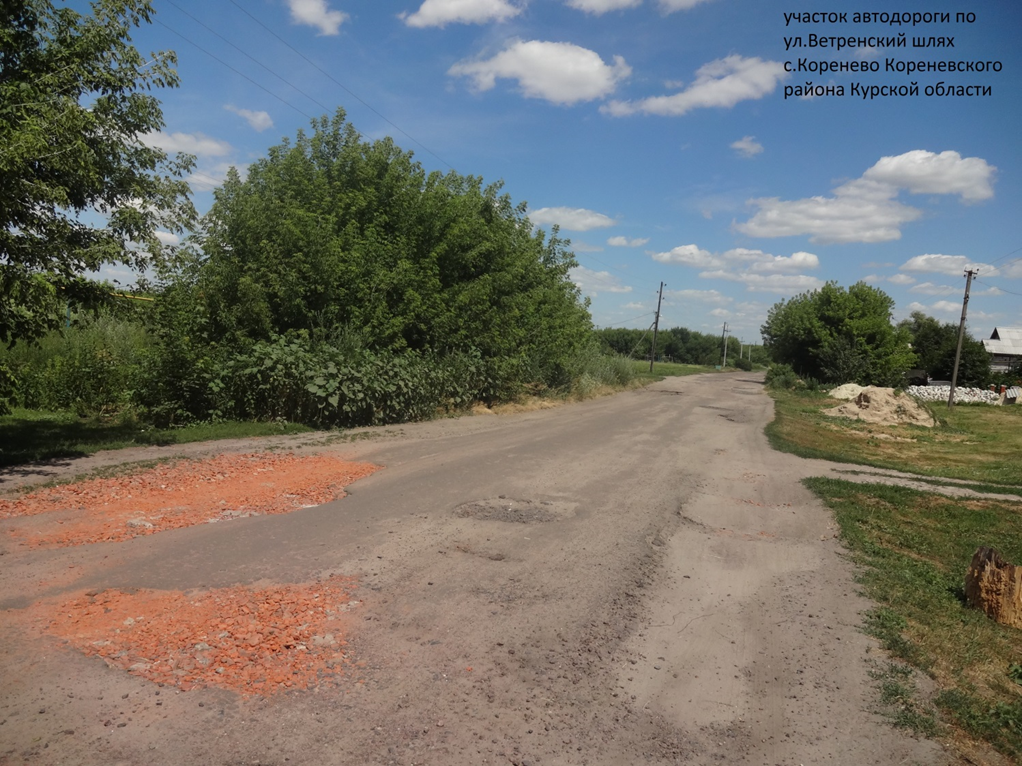 участок автодороги по
ул.Ветренский шлях
с.Коренево Кореневского
района Курской области